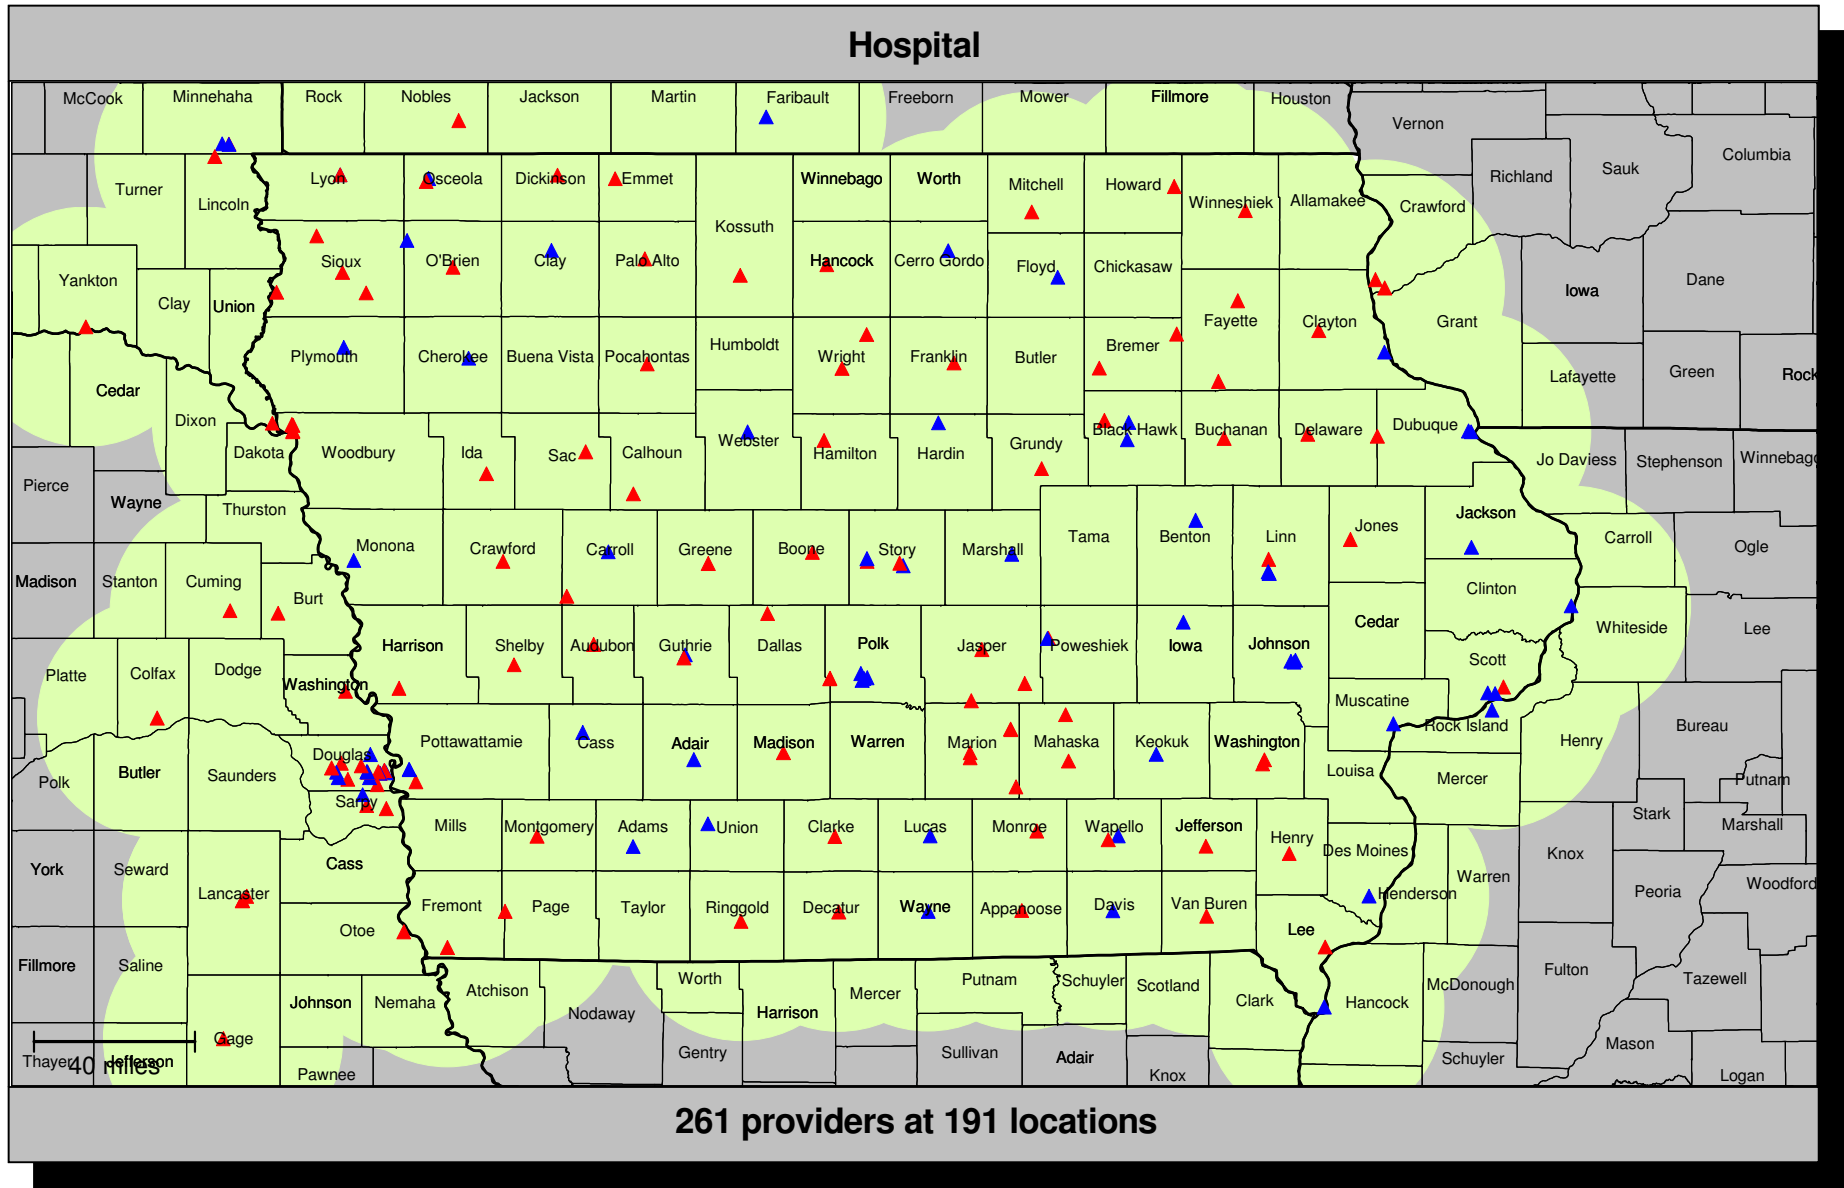 Hospital
McCook Minnehaha Rock Nobles Jackson Martin Faribault Freeborn Mower Fillmore Houston
Vernon
Columbia
Sauk
Richland
Lyon Osceola Dickinson Emmet Winnebago Worth Mitchell Howard
Turner
Lincoln
Winneshiek Allamakee Crawford
Kossuth
Sioux O'Brien Clay Palo Alto Hancock Cerro Gordo Floyd Chickasaw
Yankton Clay Union
Dane
Iowa
Fayette Clayton Grant
Plymouth Cherokee Buena Vista Pocahontas Humboldt Wright Franklin Butler Bremer
Lafayette Green Rock
Cedar
Dixon
Dakota Woodbury Ida Sac Calhoun Webster Hamilton Hardin Grundy Black Hawk Buchanan Delaware Dubuque
Jo Daviess Stephenson Winnebago
Pierce
Wayne
Thurston
Monona Crawford Carroll Greene Boone Story Marshall Tama Benton Linn Jones Jackson
Carroll Ogle
Madison Stanton Cuming
Burt
Clinton
Cedar
Whiteside Lee
Harrison Shelby Audubon Guthrie Dallas Polk Jasper Poweshiek Iowa Johnson
Scott
Platte Colfax Dodge
Washington
Muscatine
Rock Island
Bureau
Henry
Pottawattamie Cass Adair Madison Warren Marion Mahaska Keokuk Washington
Douglas
Polk Butler Saunders
Louisa Mercer
Putnam
Sarpy
Stark
Marshall
Mills Montgomery Adams Union Clarke Lucas Monroe Wapello Jefferson Henry
Des Moines
Knox
York Seward Cass
Lancaster
Henderson
Warren
Peoria
Woodford
Fremont Page Taylor Ringgold Decatur Wayne Appanoose Davis Van Buren
Otoe
Lee
Fillmore Saline
Fulton
Tazewell
Johnson Nemaha Atchison Nodaway Worth Harrison Mercer Putnam Schuyler Scotland Clark Hancock McDonough
Gage
Mason
Thayer Jefferson
40 miles
Pawnee
Gentry
Sullivan
Adair
Knox
Schuyler
Logan
261 providers at 191 locations